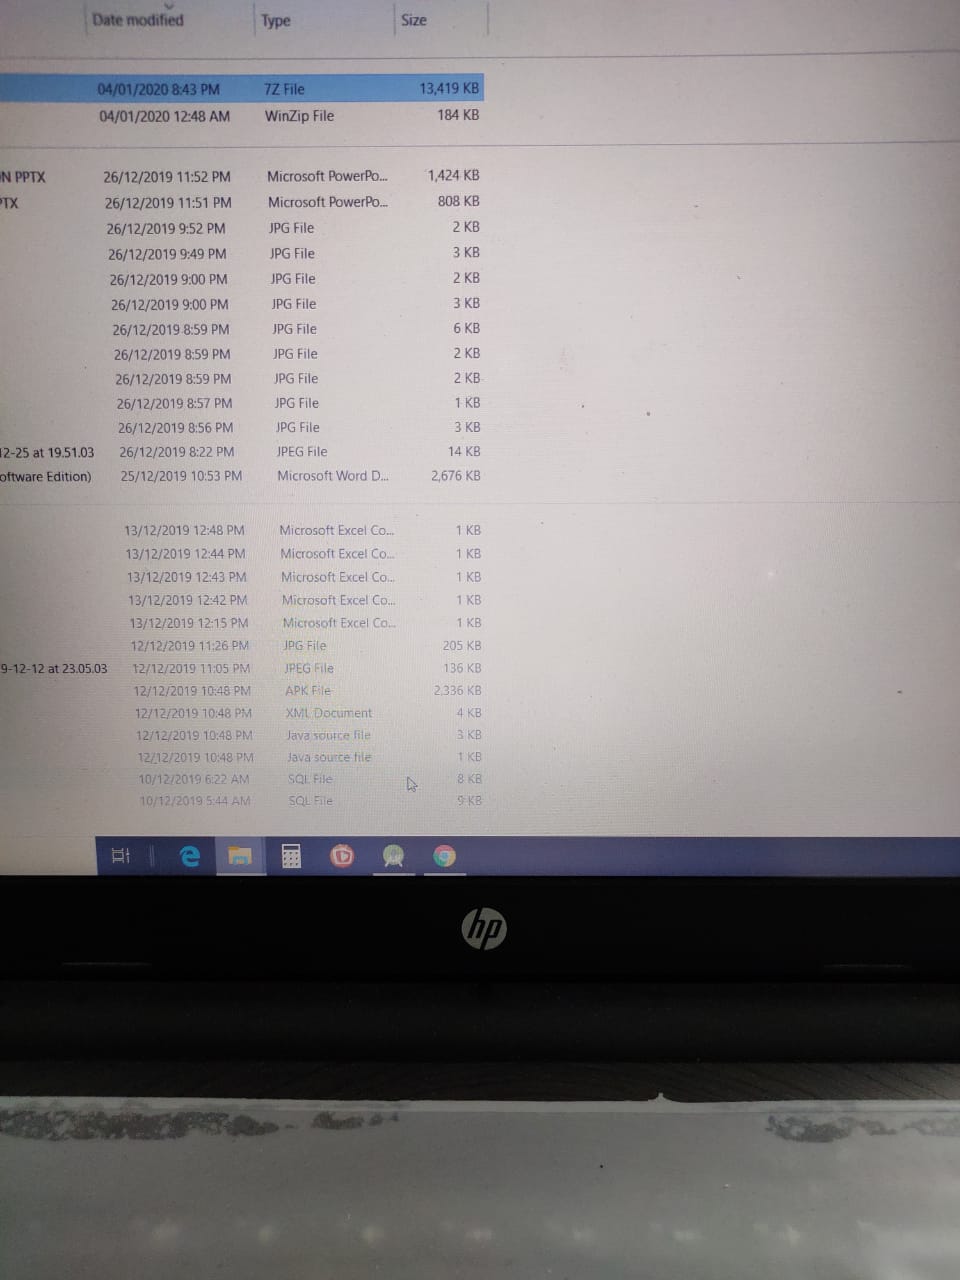 Date modified Type Size
04/01/2020 8:43 PM 7Z File 13,419 KB
04/01/2020 12:48 AM WinZip File 184 KB
N PPTX 26/12/2019 11:52 PM Microsoft PowerPo... 1,424 KB
PTX 26/12/2019 11:51 PM Microsoft PowerPo... 808 KB
26/12/2019 9:52 PM JPG File 2 KB
26/12/2019 9:49 PM JPG File 3 KB
26/12/2019 9:00 PM JPG File 2 KB
26/12/2019 9:00 PM JPG File 3 KB
26/12/2019 8:59 PM JPG File 6 KB
26/12/2019 8:59 PM JPG File 2 KB
26/12/2019 8:59 PM JPG File 2 KB
26/12/2019 8:57 PM JPG File 1 KB
26/12/2019 8:56 PM JPG File 3 KB
12-25 at 19.51.03 26/12/2019 8:22 PM JPEG File 14 KB
oftware Edition) 25/12/2019 10:53 PM Microsoft Word D... 2,676 KB
13/12/2019 12:48 PM Microsoft Excel Co... 1 KB
13/12/2019 12:44 PM Microsoft Excel Co... 1 KB
13/12/2019 12:43 PM Microsoft Excel Co... 1 KB
13/12/2019 12:42 PM Microsoft Excel Co... 1 KB
13/12/2019 12:15 PM Microsoft Excel Co... 1 KB
12/12/2019 11:26 PM JPG File 205 KB
9-12-12 at 23.05.03 12/12/2019 11:05 PM JPEG File 136 KB
12/12/2019 10:48 PM APK File 2,336 KB
12/12/2019 10:48 PM XML Document 4 KB
12/12/2019 10:48 PM Java source file 3 KB
12/12/2019 10:48 PM Java source file 1 KB
10/12/2019 6:22 AM SQL File 8 KB
10/12/2019 5:44 AM SQL File 9 KB
hp